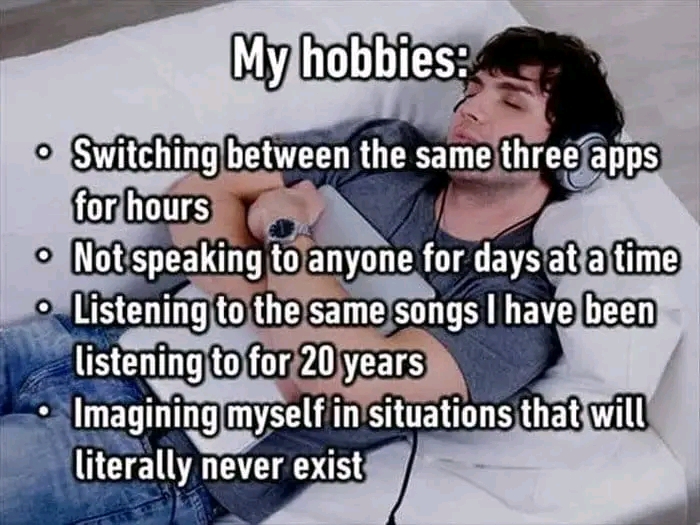 My hobbies:
• Switching between the same three apps
for hours
• Not speaking to anyone for days at a time
• Listening to the same songs I have been
listening to for 20 years
• Imagining myself in situations that will
literally never exist